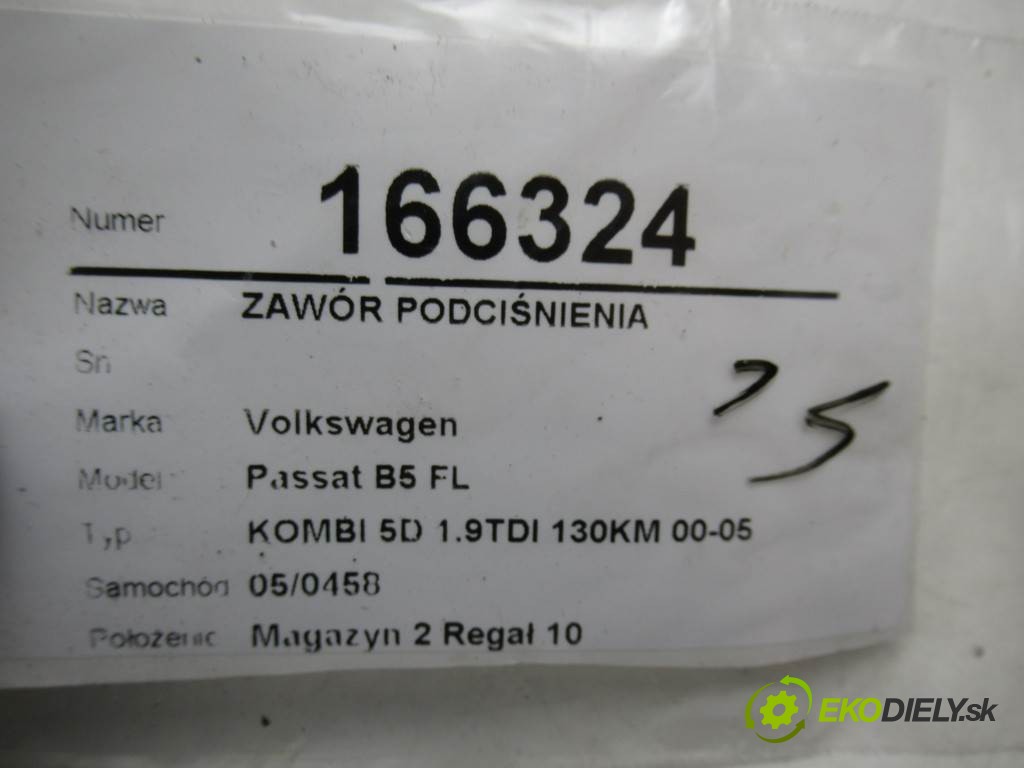 Numer 166324
Nazwa ZAWÓR PODCIŚNIENIA
Sn
Marka Volkswagen
Model Passat B5 FL
Typ KOMBI 5D 1.9TDI 130KM 00-05
Samochód 05/0458
Położenie Magazyn 2 Regał 10
EKODIELY.sk